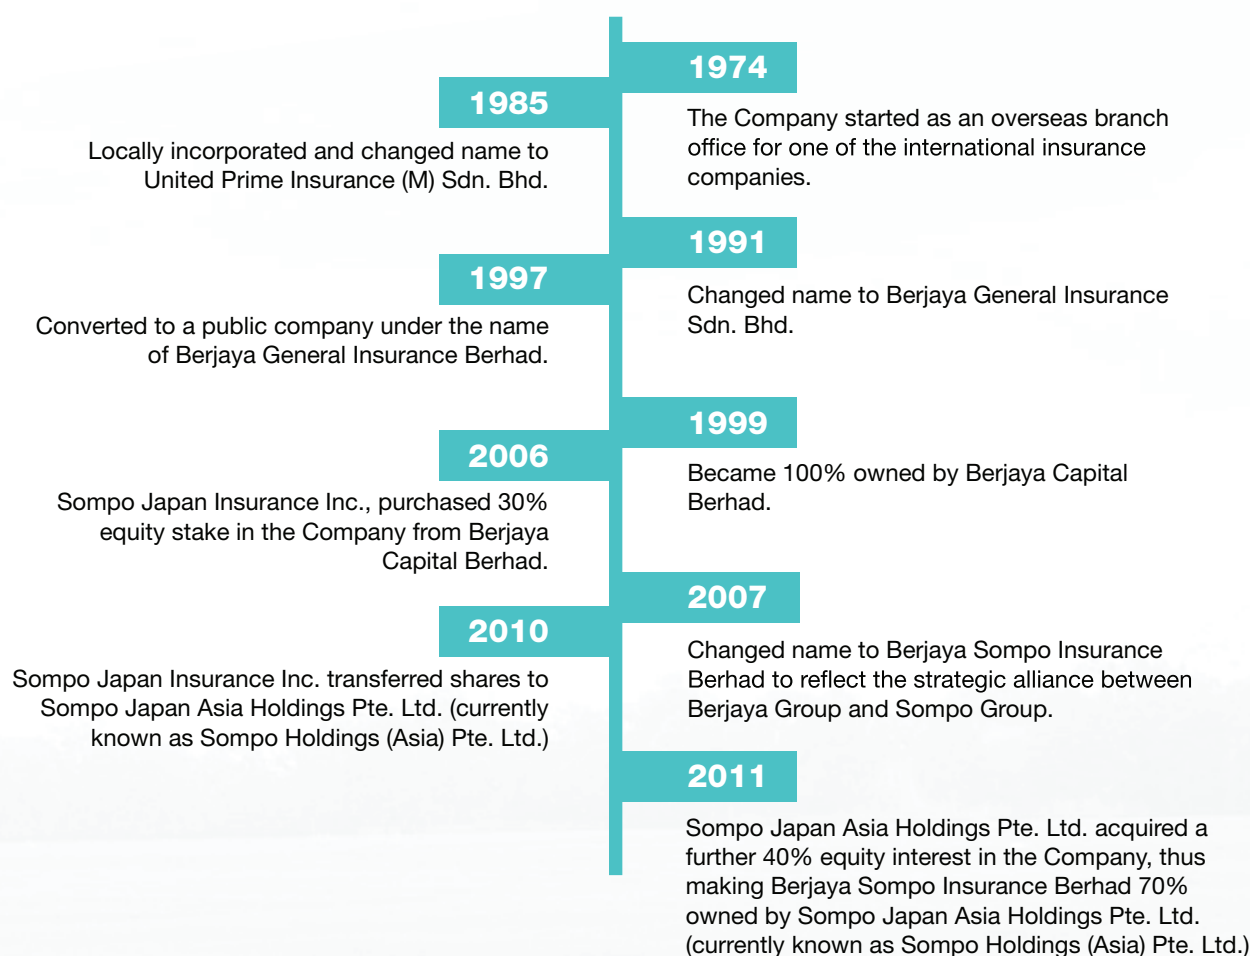 1974
The Company started as an overseas branch
office for one of the international insurance
companies.
1985
Locally incorporated and changed name to
United Prime Insurance (M) Sdn. Bhd.
1991
Changed name to Berjaya General Insurance
Sdn. Bhd.
1997
Converted to a public company under the name
of Berjaya General Insurance Berhad.
1999
Became 100% owned by Berjaya Capital
Berhad.
2006
Sompo Japan Insurance Inc., purchased 30%
equity stake in the Company from Berjaya
Capital Berhad.
2007
Changed name to Berjaya Sompo Insurance
Berhad to reflect the strategic alliance between
Berjaya Group and Sompo Group.
2010
Sompo Japan Insurance Inc. transferred shares to
Sompo Japan Asia Holdings Pte. Ltd. (currently
known as Sompo Holdings (Asia) Pte. Ltd.)
2011
Sompo Japan Asia Holdings Pte. Ltd. acquired a
further 40% equity interest in the Company, thus
making Berjaya Sompo Insurance Berhad 70%
owned by Sompo Japan Asia Holdings Pte. Ltd.
(currently known as Sompo Holdings (Asia) Pte. Ltd.)